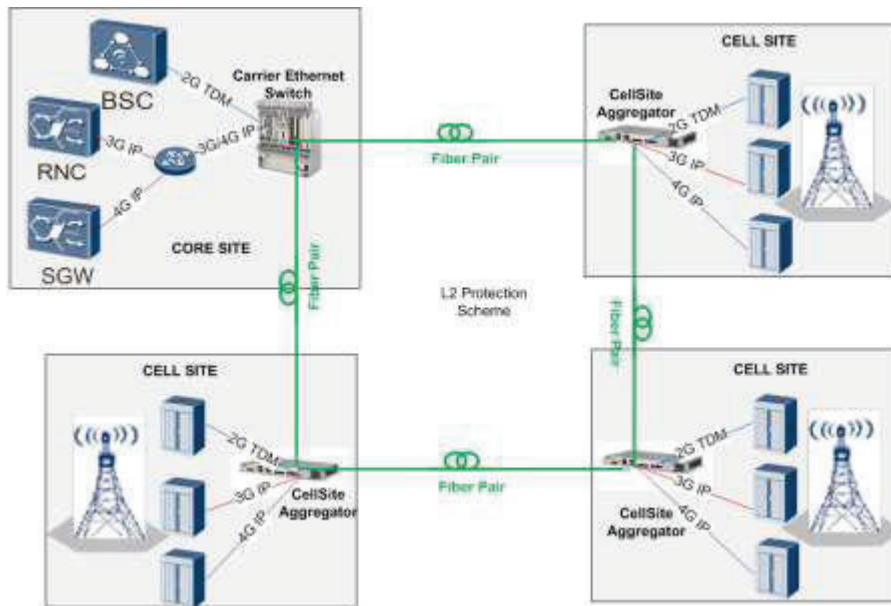 CORE SITE
BSC
2G TDM
Carrier Ethernet
Switch
RNC
3G IP
3G/4G IP
SGW
4G IP
Fiber Pair
CELL SITE
CellSite
Aggregator
2G TDM
3G IP
4G IP
Fiber Pair
L2 Protection
Scheme
Fiber Pair
CELL SITE
2G TDM
3G IP
4G IP
CellSite
Aggregator
Fiber Pair
CELL SITE
2G TDM
3G IP
4G IP
CellSite
Aggregator